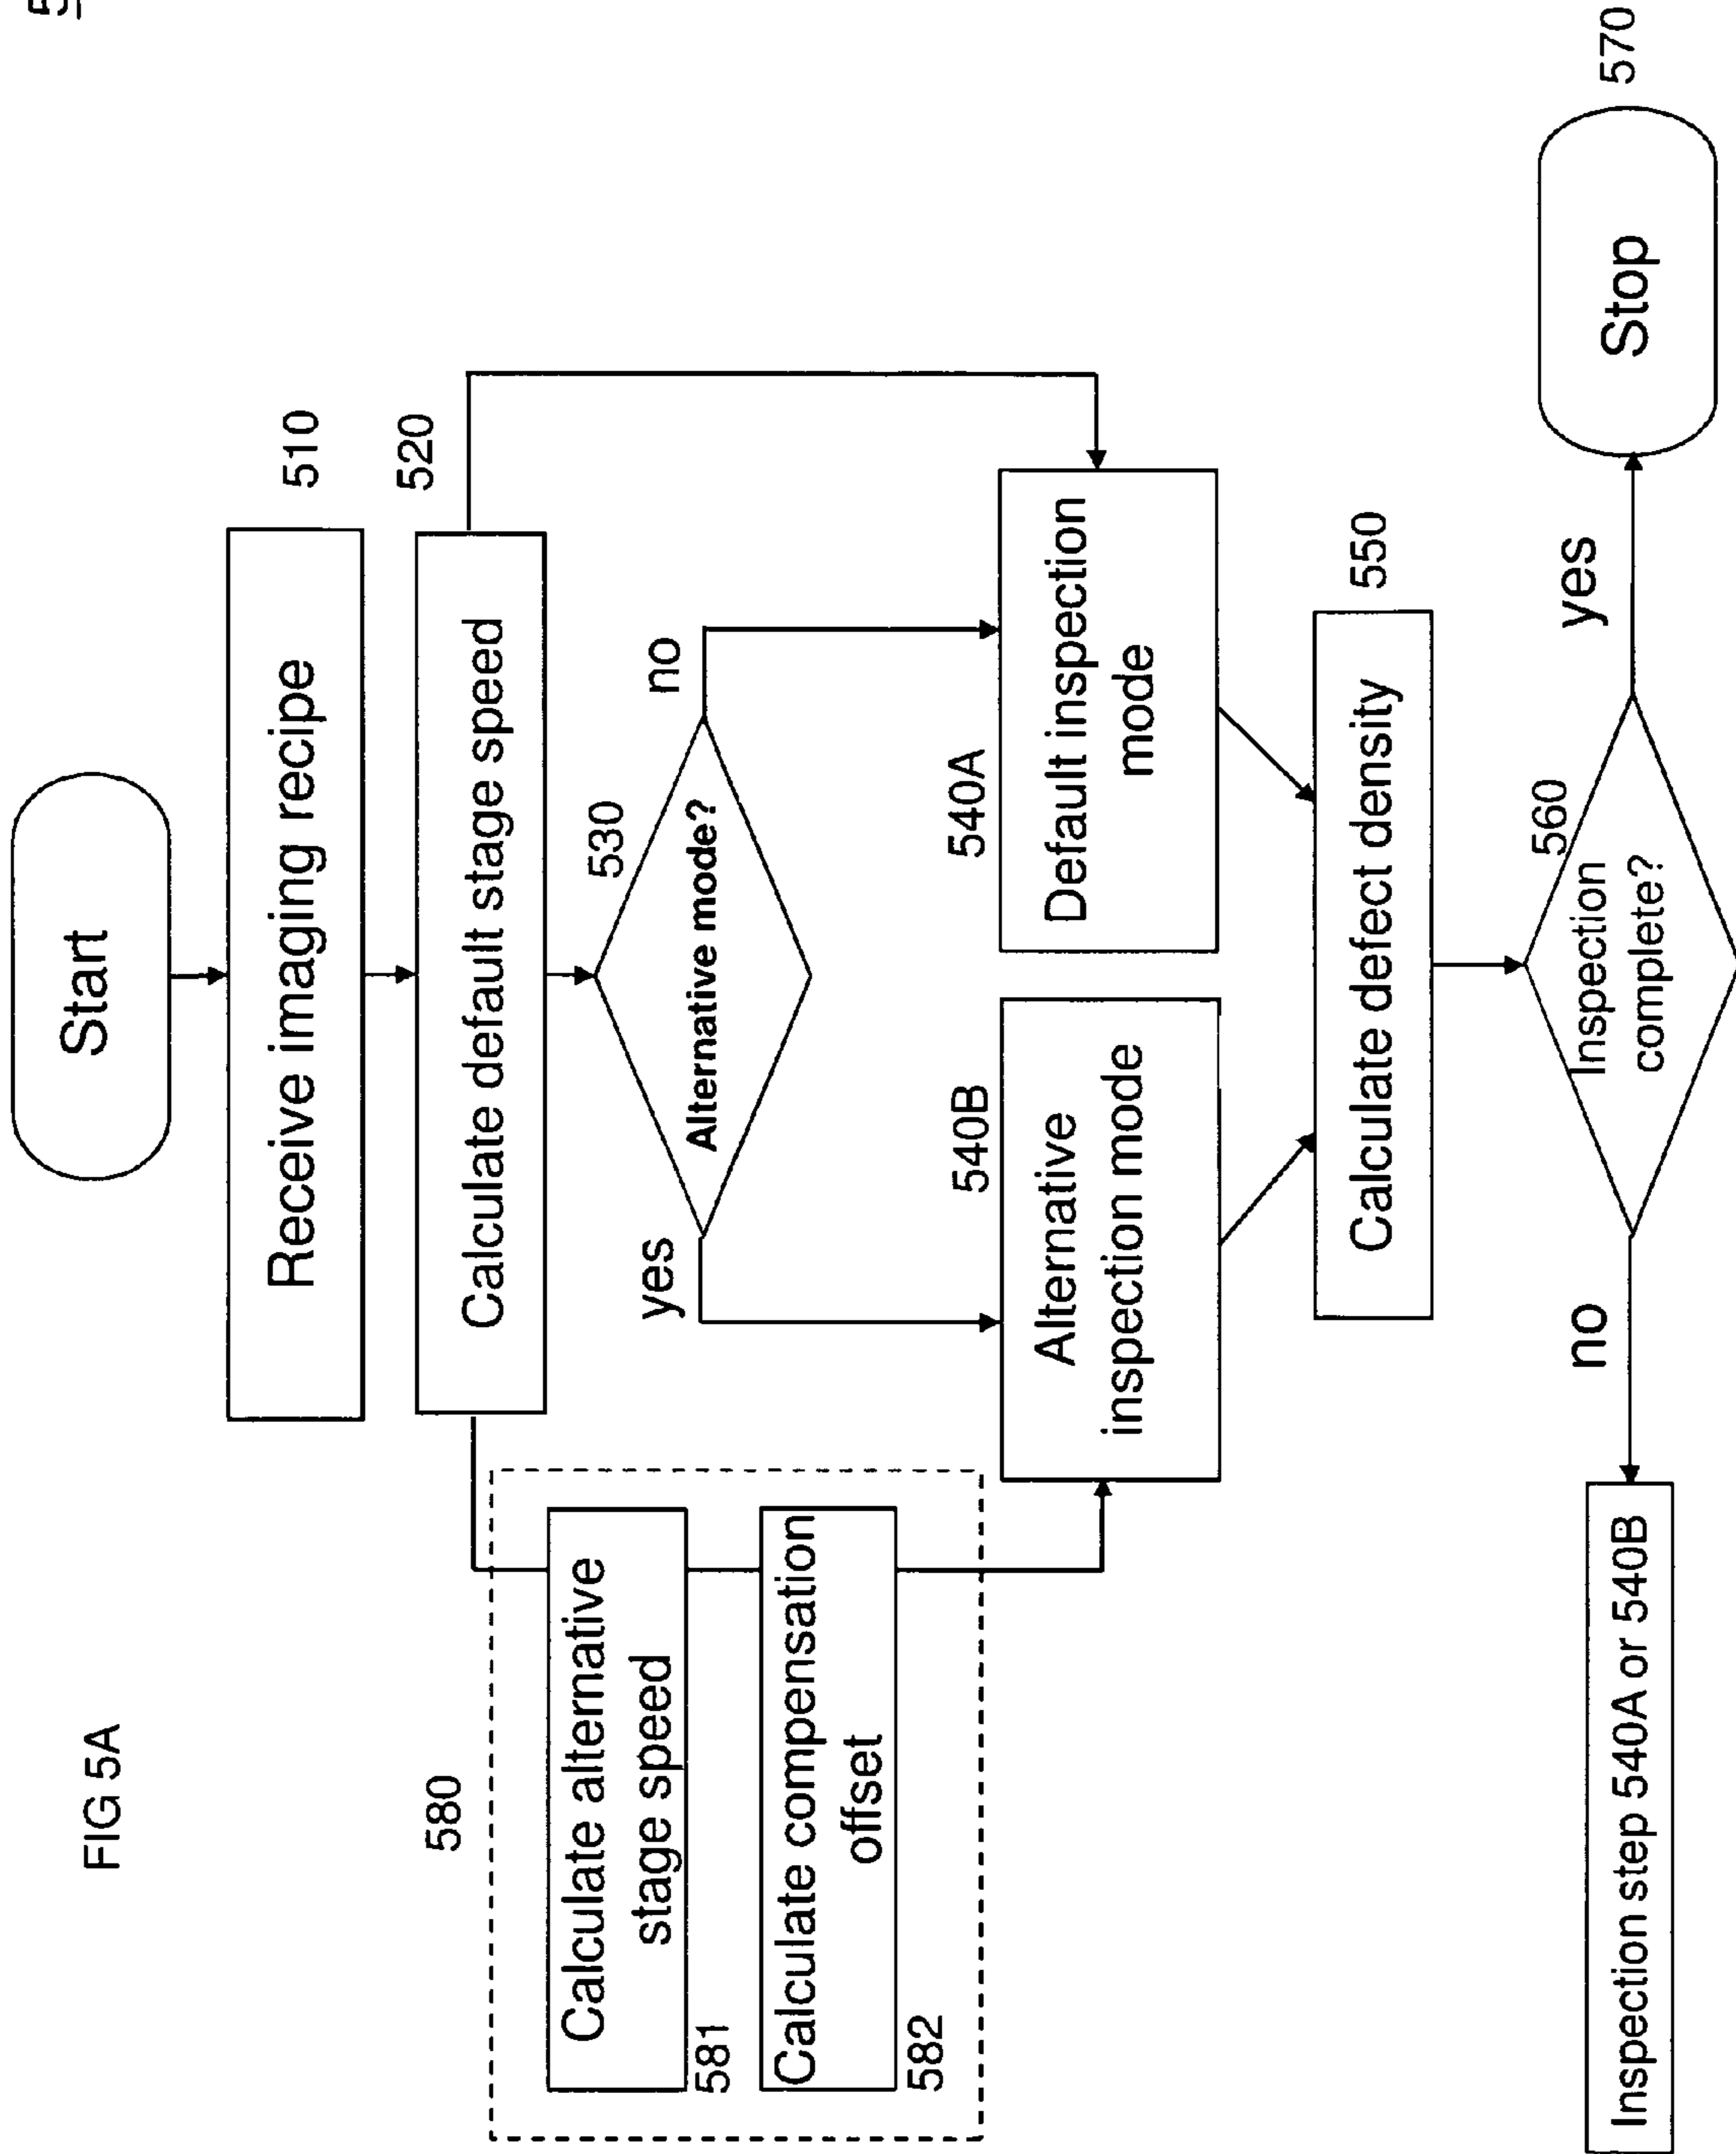 FIG 5A
Start
Receive imaging recipe
510
Calculate default stage speed
520
580
Calculate alternative
stage speed
581
Calculate compensation
offset
582
530
Alternative mode?
yes
no
540B
Alternative
inspection mode
540A
Default inspection
mode
Calculate defect density
550
560
Inspection
complete?
no
yes
Inspection step 540A or 540B
Stop
570